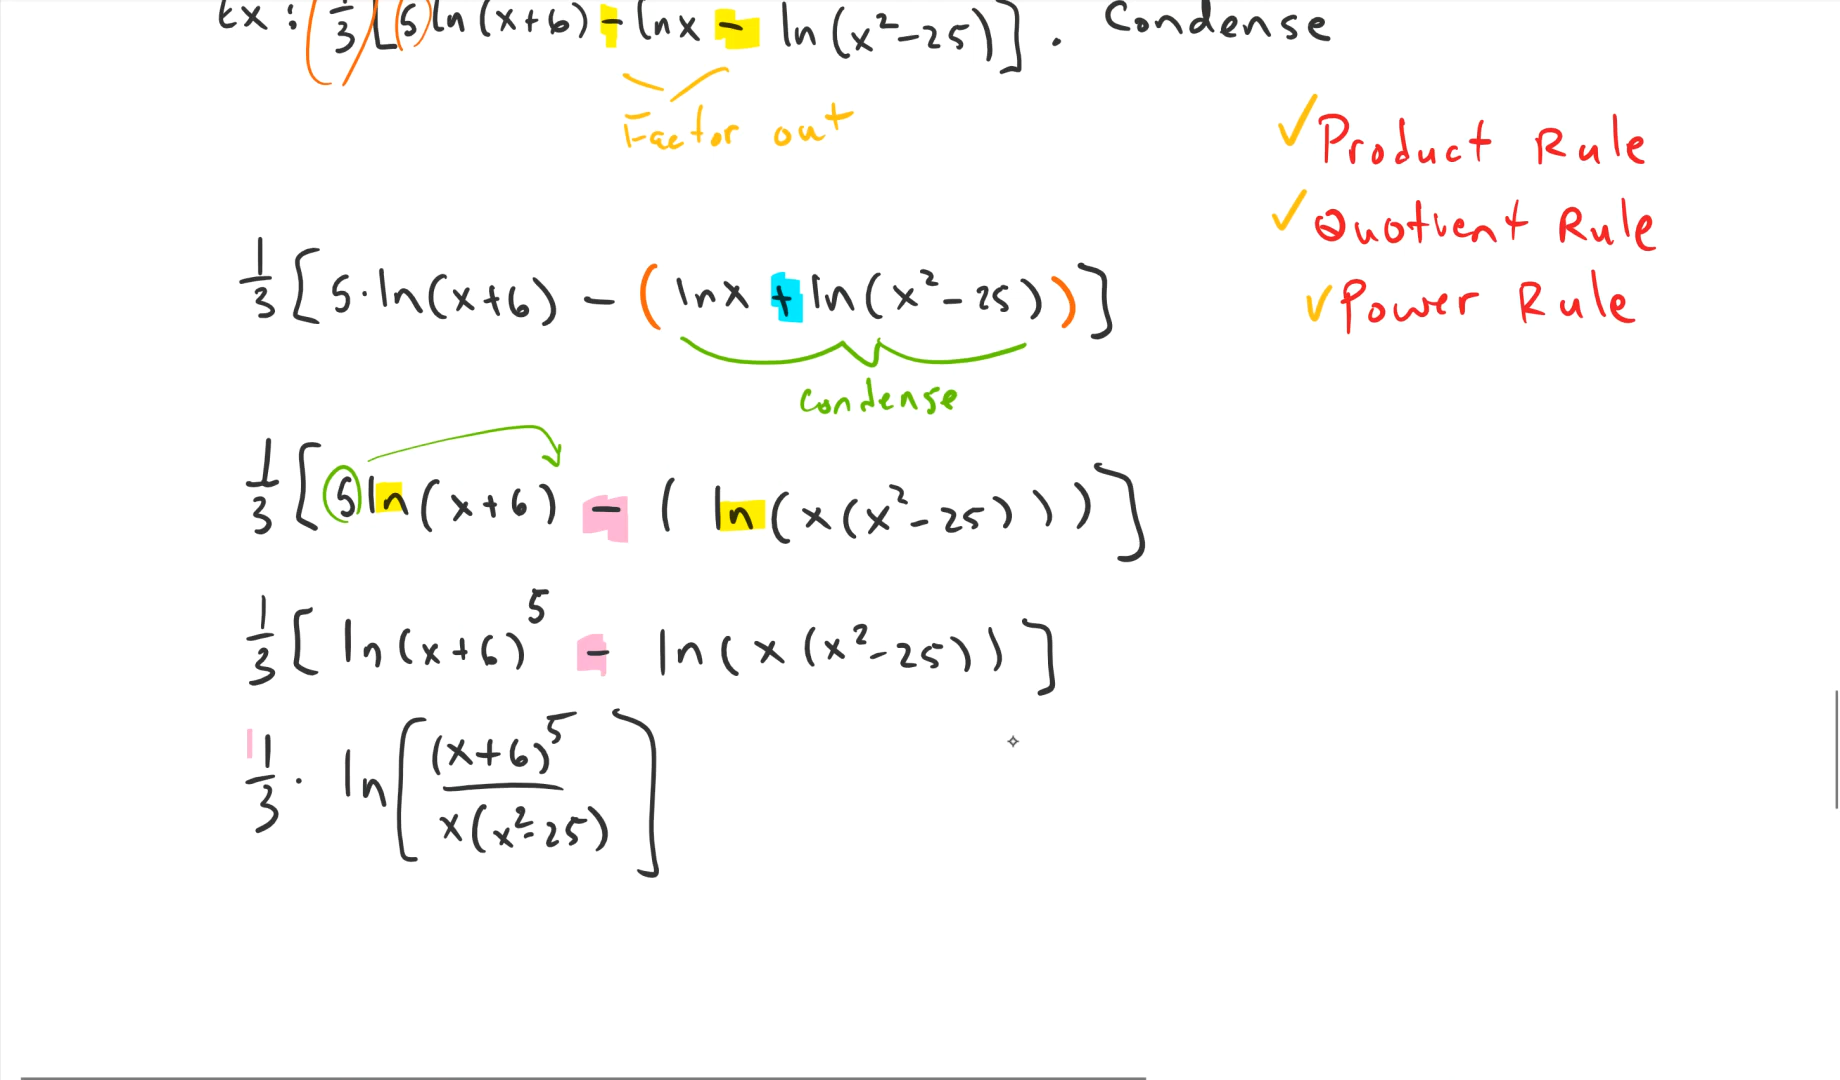 Ex : 1/3 [5 ln (x+6) - ln x - ln (x²-25)] . Condense
Factor out
✓ Product Rule
✓ Quotient Rule
✓ Power Rule
1/3 [ 5·ln(x+6) - ( ln x + ln(x²-25) ) ]
Condense
1/3 [ 5 ln(x+6) - ( ln(x(x²-25))) ]
1/3 [ ln(x+6)⁵ - ln(x(x²-25)) ]
1/3 · ln [ (x+6)⁵ / x(x²-25) ]